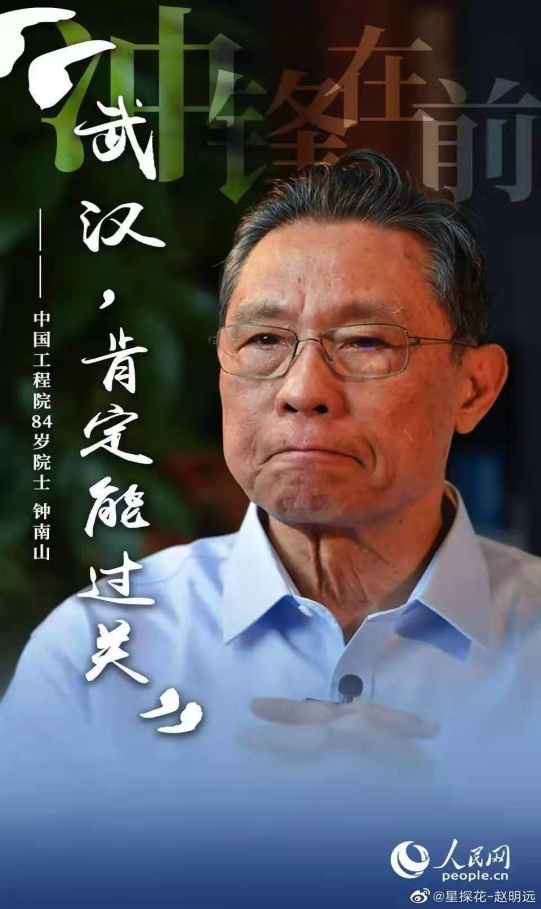 冲锋在前
「武汉,肯定能过关」
——中国工程院84岁院士 钟南山
人民网
people.cn
@星探花-赵明远